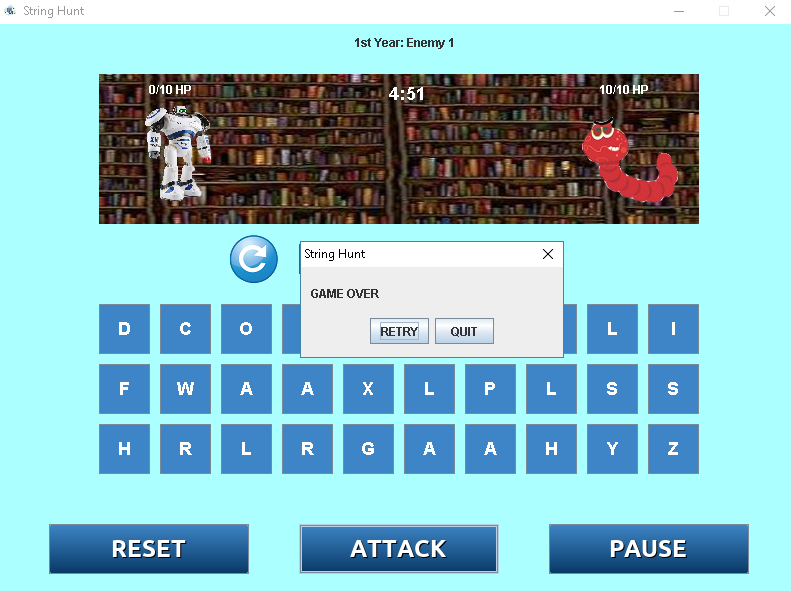 String Hunt
1st Year: Enemy 1
0/10 HP
4:51
10/10 HP
String Hunt
GAME OVER
RETRY QUIT
D C O L I
F W A A X L P L S S
H R L R G A A H Y Z
RESET ATTACK PAUSE